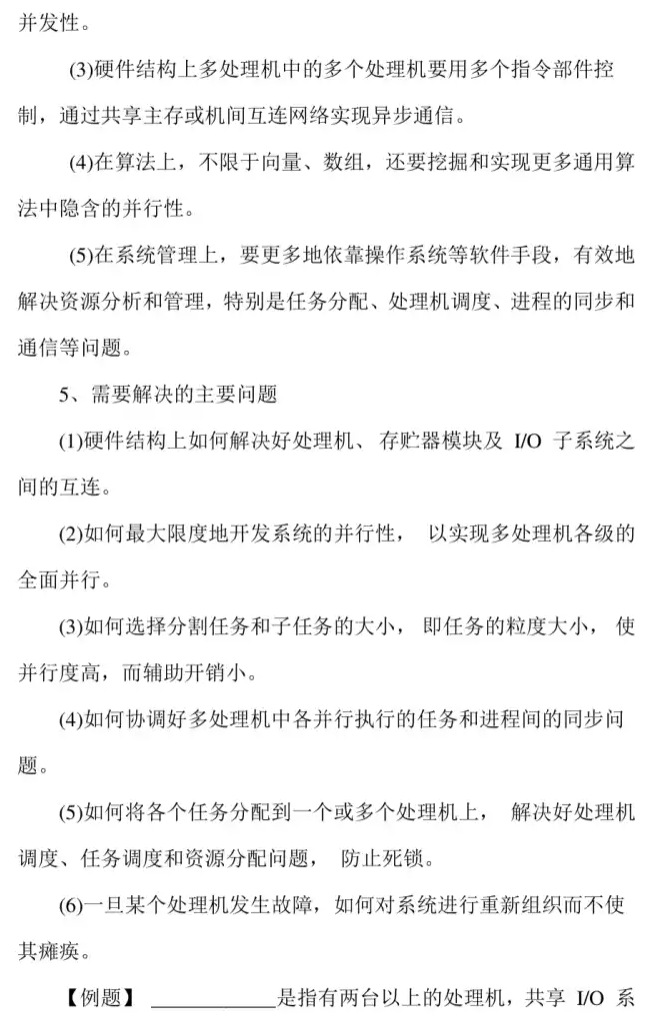 并发性。
(3)硬件结构上多处理机中的多个处理机要用多个指令部件控
制，通过共享主存或机间互连网络实现异步通信。
(4)在算法上，不限于向量、数组，还要挖掘和实现更多通用算
法中隐含的并行性。
(5)在系统管理上，要更多地依靠操作系统等软件手段，有效地
解决资源分析和管理，特别是任务分配、处理机调度、进程的同步和
通信等问题。
5、需要解决的主要问题
(1)硬件结构上如何解决好处理机、 存贮器模块及 I/O 子系统之
间的互连。
(2)如何最大限度地开发系统的并行性， 以实现多处理机各级的
全面并行。
(3)如何选择分割任务和子任务的大小， 即任务的粒度大小， 使
并行度高，而辅助开销小。
(4)如何协调好多处理机中各并行执行的任务和进程间的同步问
题。
(5)如何将各个任务分配到一个或多个处理机上， 解决好处理机
调度、任务调度和资源分配问题， 防止死锁。
(6)一旦某个处理机发生故障，如何对系统进行重新组织而不使
其瘫痪。
【例题】 ____________是指有两台以上的处理机，共享 I/O 系